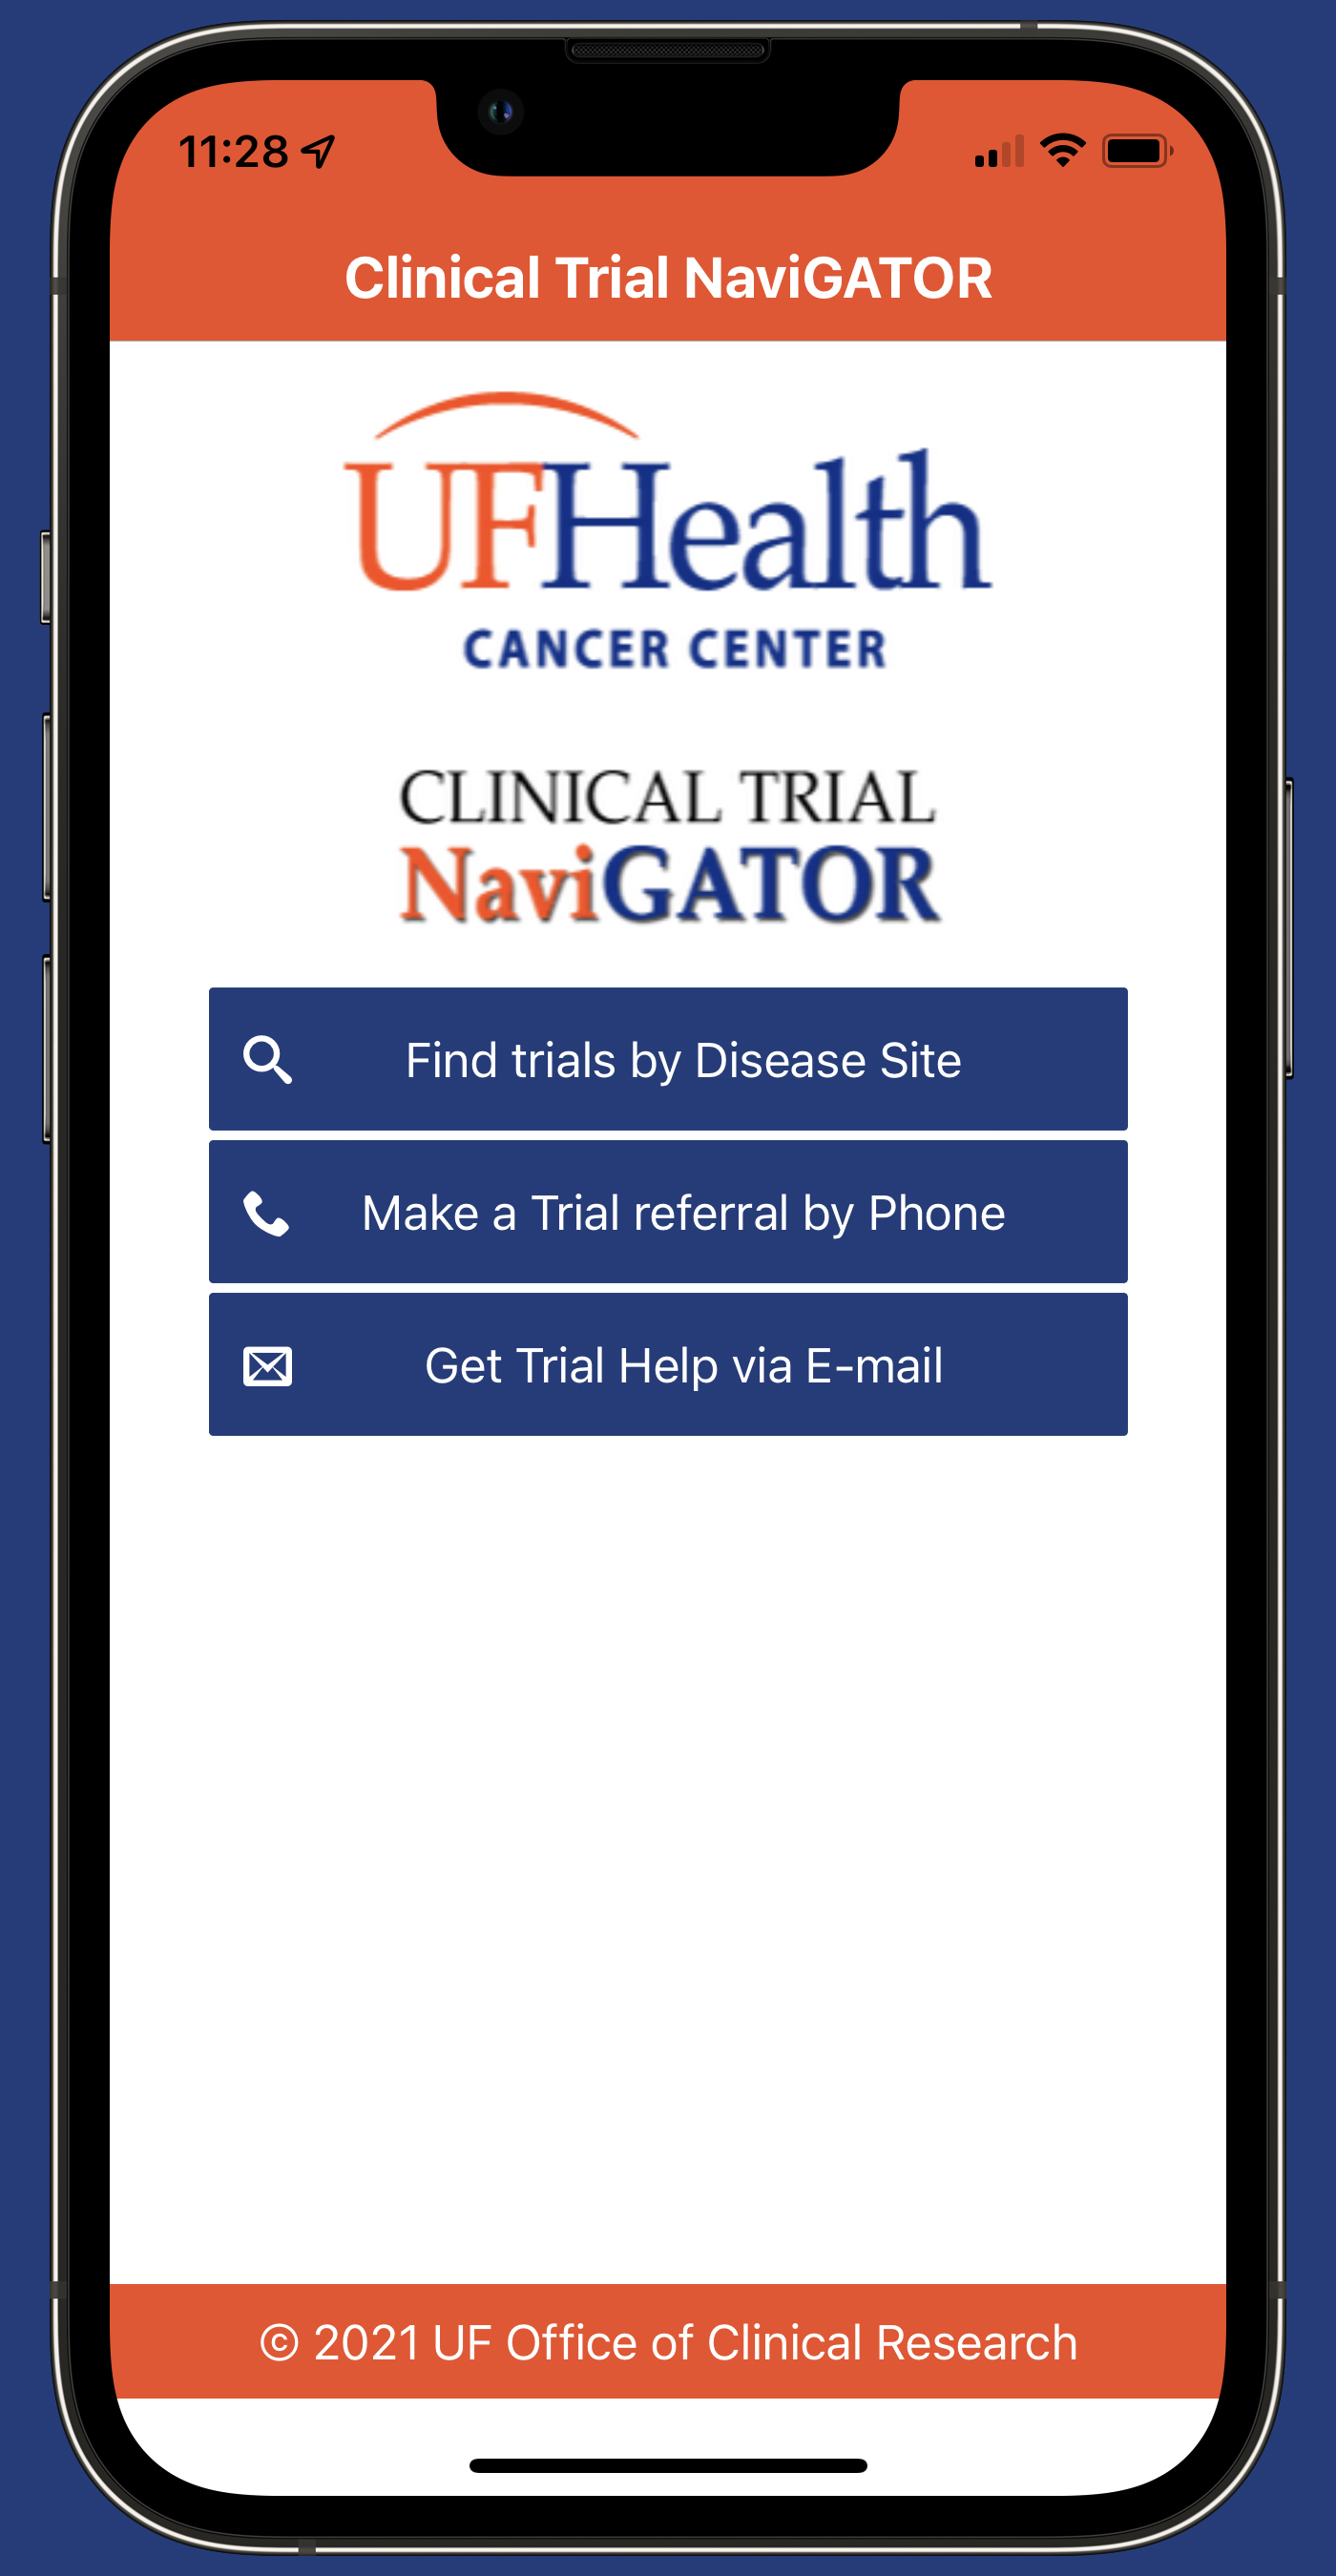 11:28
Clinical Trial NaviGATOR
UFHealth
CANCER CENTER
CLINICAL TRIAL
NaviGATOR
Find trials by Disease Site
Make a Trial referral by Phone
Get Trial Help via E-mail
© 2021 UF Office of Clinical Research